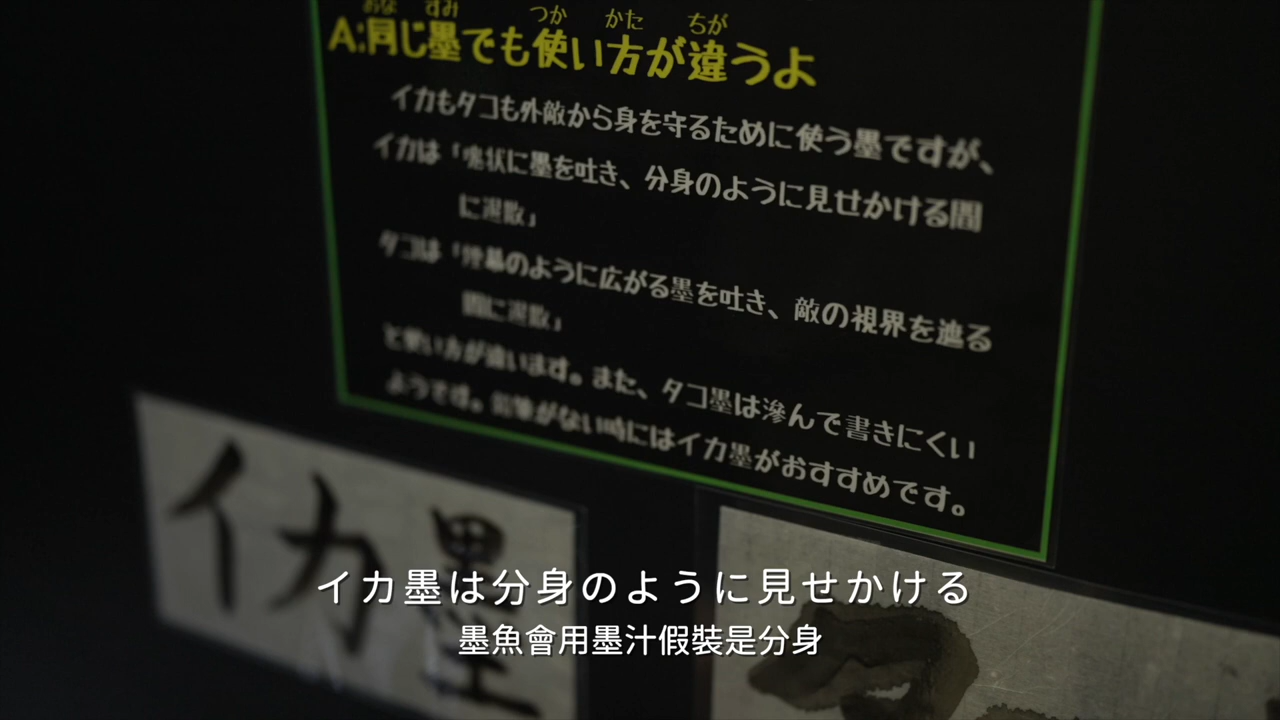 おな すみ つか かた ちが
A:同じ墨でも使い方が違うよ
イカもタコも外敵から身を守るために使う墨ですが、
イカは「塊状に墨を吐き、分身のように見せかける間
に退散」
タコは「煙幕のように広がる墨を吐き、敵の視界を遮る
間に退散」
と使い方が違います。また、タコ墨は滲んで書きにくい
ようです。鉛筆がない時にはイカ墨がおすすめです。
イカ墨
イカ墨は分身のように見せかける
墨魚會用墨汁假裝是分身